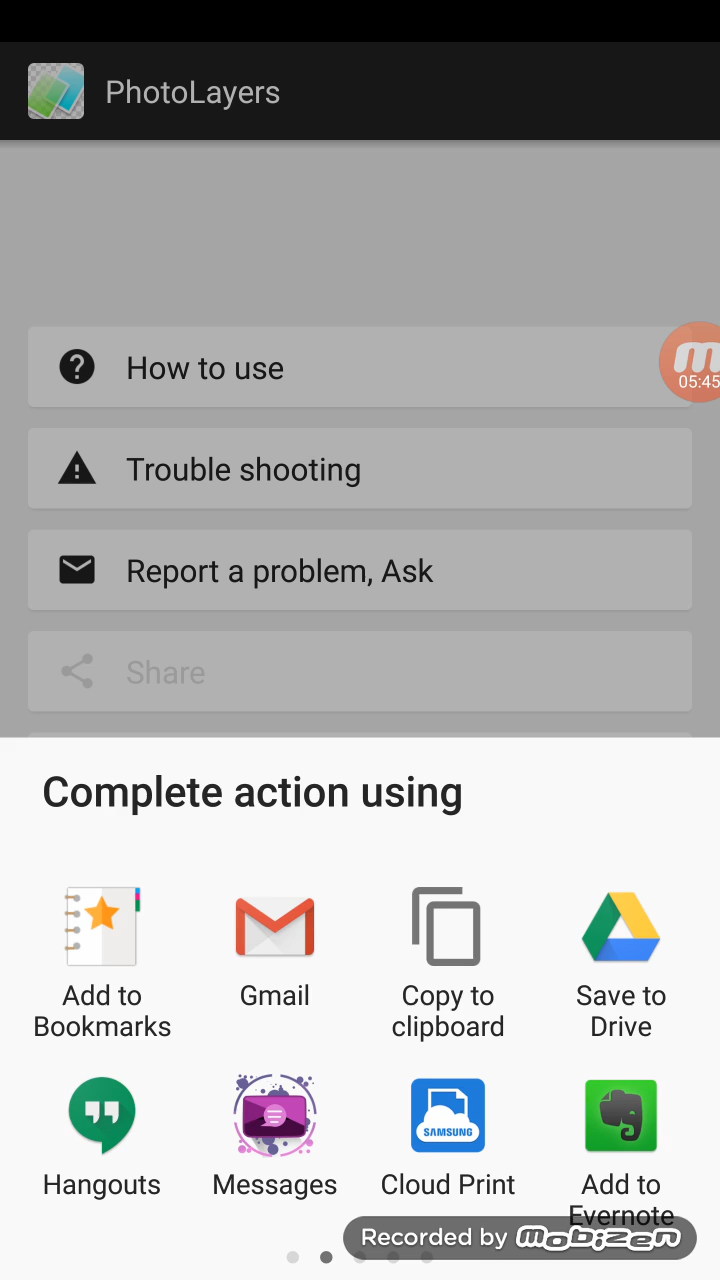 PhotoLayers
How to use
05:45
Trouble shooting
Report a problem, Ask
Share
Complete action using
Add to
Bookmarks
Gmail
Copy to
clipboard
Save to
Drive
Hangouts
Messages
SAMSUNG
Cloud Print
Add to
Evernote
Recorded by mobizen